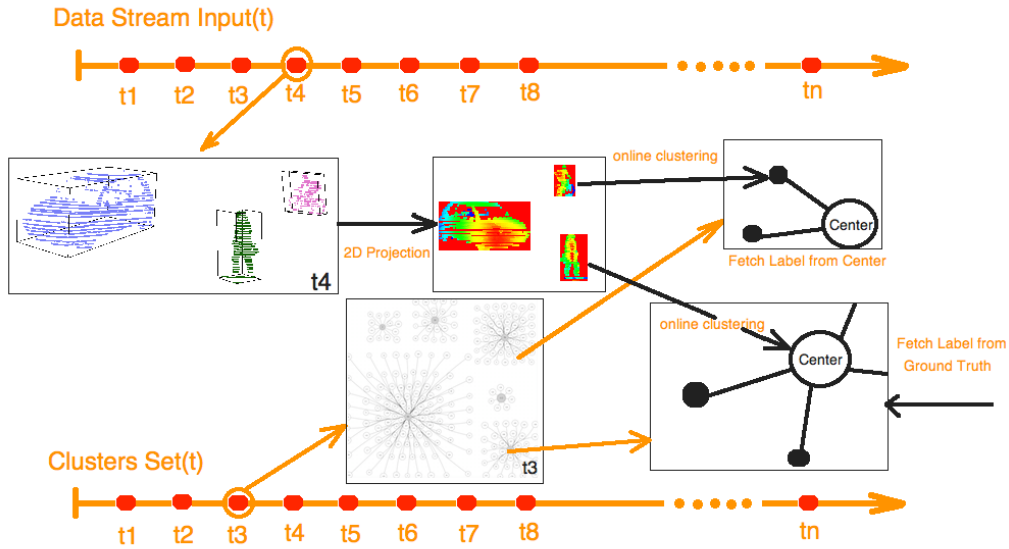 Data Stream Input(t)
t1 t2 t3 t4 t5 t6 t7 t8 tn
t4
2D Projection
online clustering
Center
Fetch Label from Center
online clustering
Center
Fetch Label from
Ground Truth
t3
Clusters Set(t)
t1 t2 t3 t4 t5 t6 t7 t8 tn